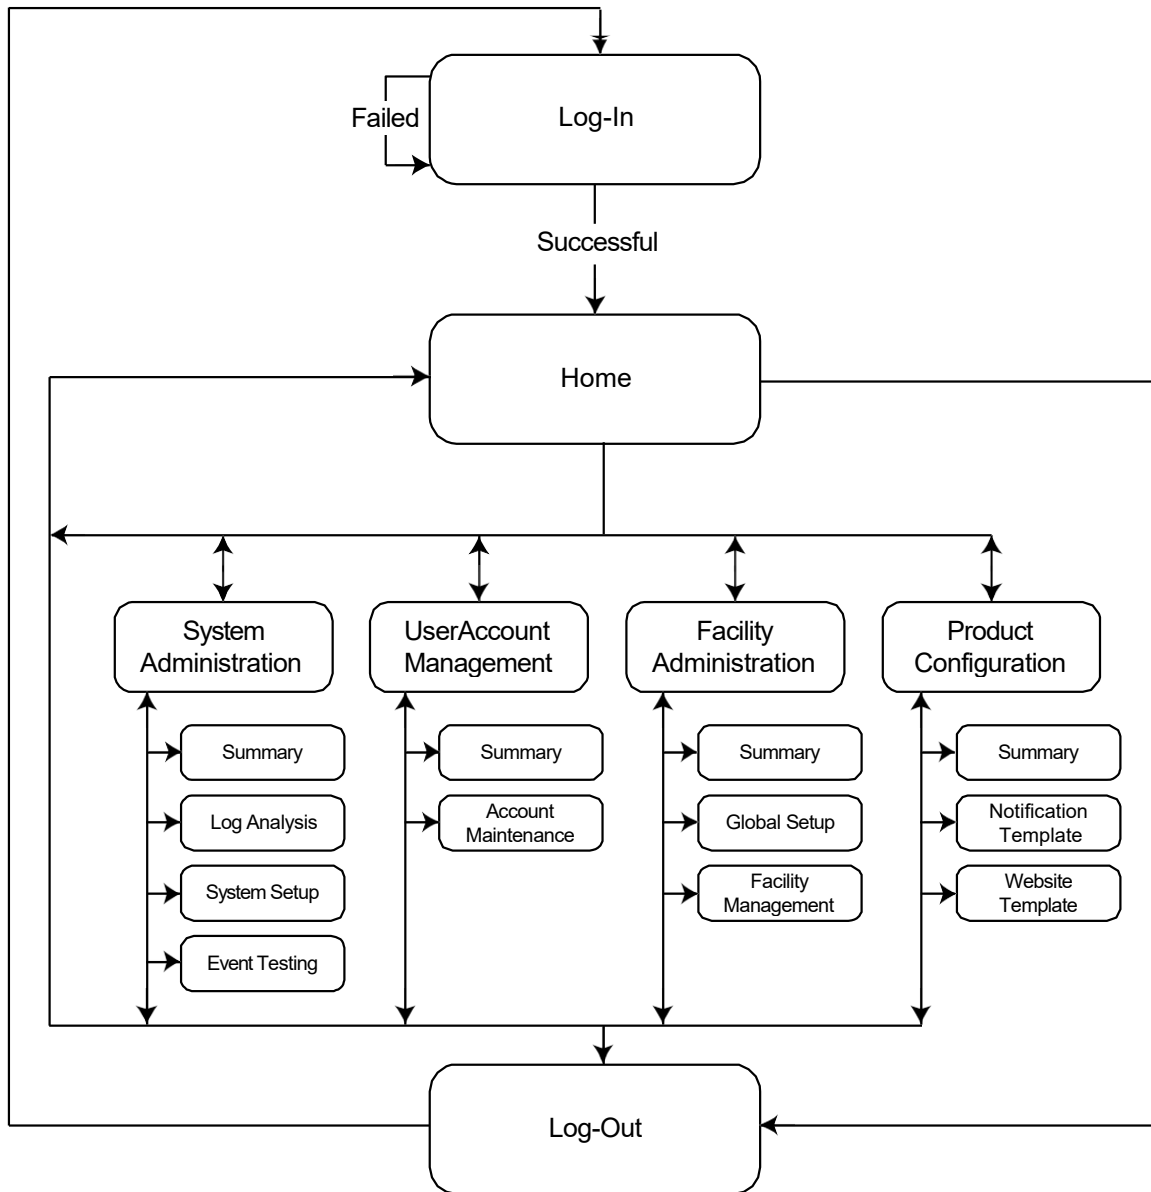 Log-In
Failed
Successful
Home
System
Administration
UserAccount
Management
Facility
Administration
Product
Configuration
Summary
Log Analysis
System Setup
Event Testing
Summary
Account
Maintenance
Summary
Global Setup
Facility
Management
Summary
Notification
Template
Website
Template
Log-Out